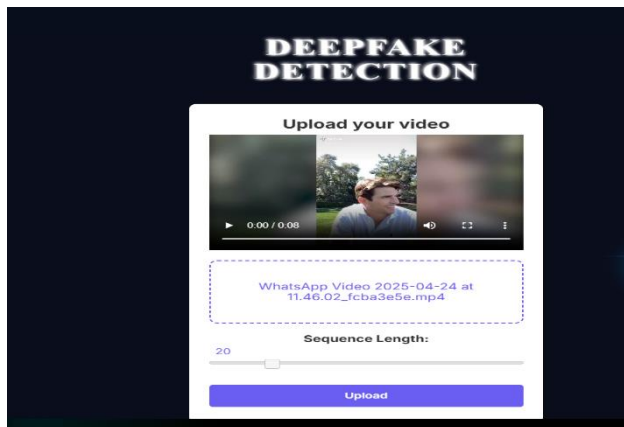 DEEPFAKE
DETECTION
Upload your video
0:00 / 0:08
WhatsApp Video 2025-04-24 at
11.46.02_fcba3e5e.mp4
Sequence Length:
20
Upload